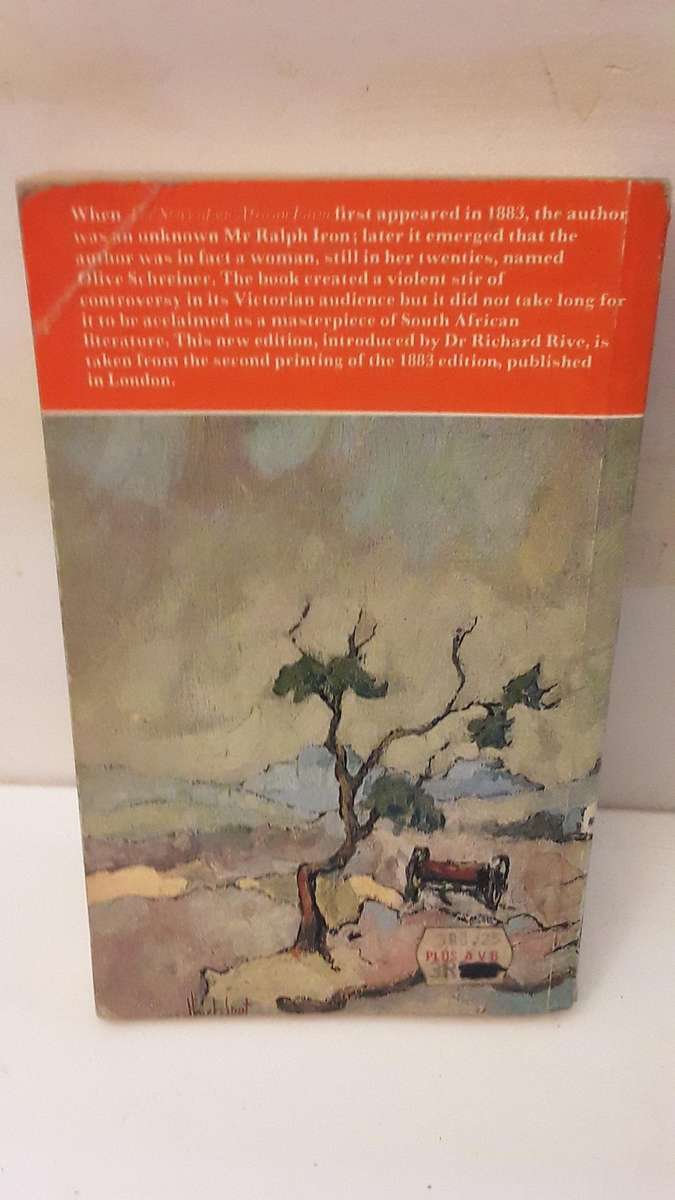 When The Story of an African Farm first appeared in 1883, the author
was an unknown Mr Ralph Iron; later it emerged that the
author was in fact a woman, still in her twenties, named
Olive Schreiner. The book created a violent stir of
controversy in its Victorian audience but it did not take long for
it to be acclaimed as a masterpiece of South African
literature. This new edition, introduced by Dr Richard Rive, is
taken from the second printing of the 1883 edition, published
in London.
PLUS AVB